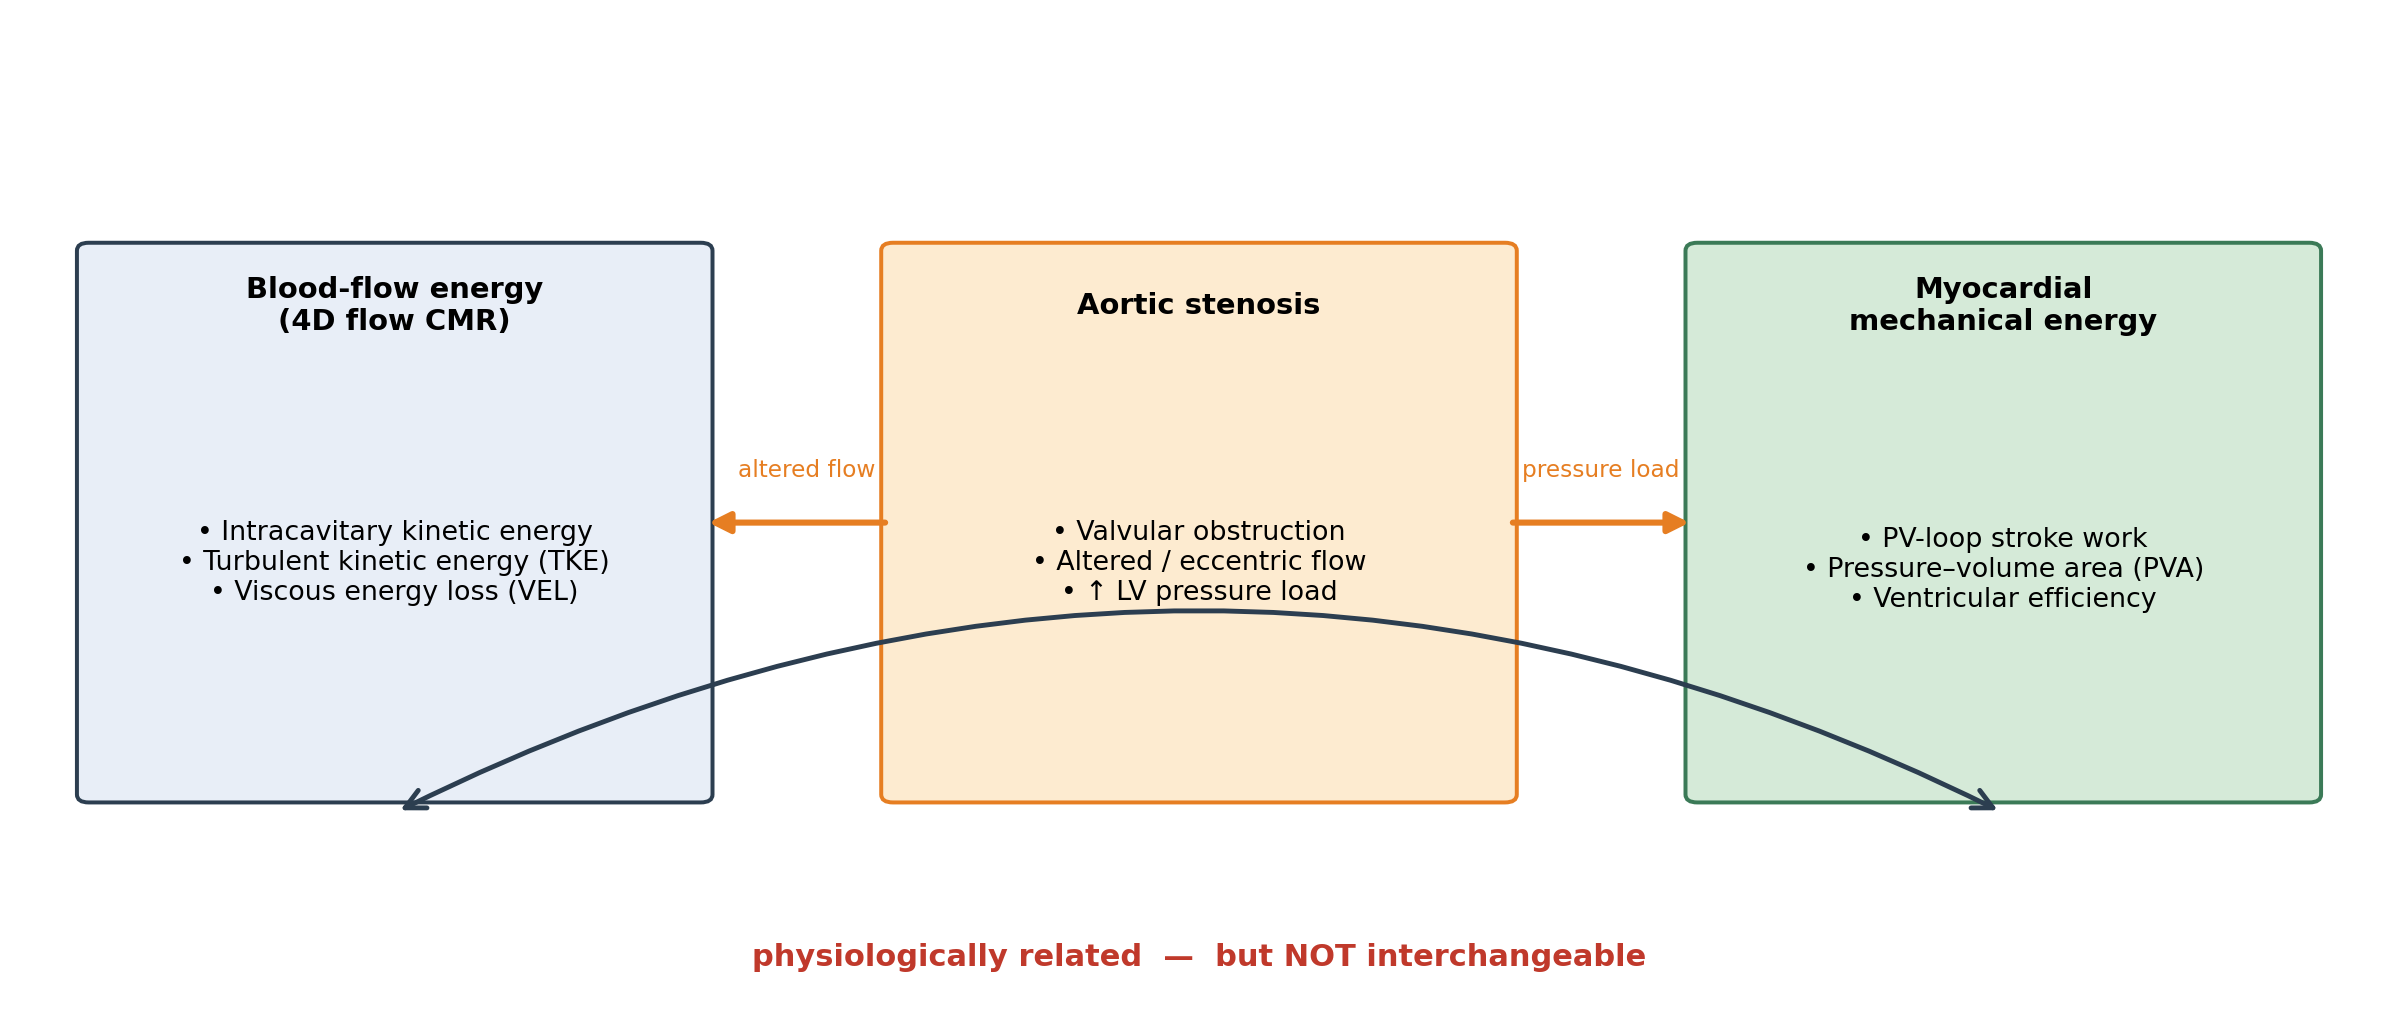 Blood-flow energy
(4D flow CMR)
• Intracavitary kinetic energy
• Turbulent kinetic energy (TKE)
• Viscous energy loss (VEL)
altered flow
Aortic stenosis
• Valvular obstruction
• Altered / eccentric flow
• ↑ LV pressure load
pressure load
Myocardial
mechanical energy
• PV-loop stroke work
• Pressure–volume area (PVA)
• Ventricular efficiency
physiologically related — but NOT interchangeable